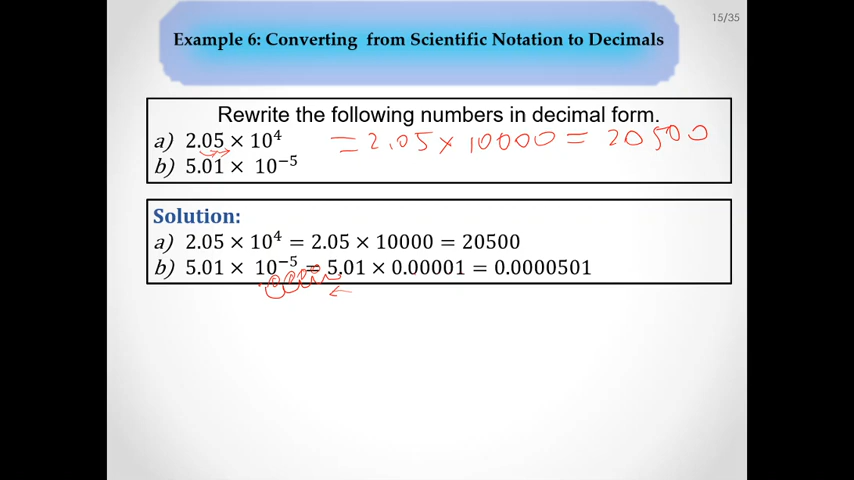 15/35
Example 6: Converting from Scientific Notation to Decimals
Rewrite the following numbers in decimal form.
a) 2.05 × 10⁴ = 2.05 × 10000 = 20500
b) 5.01 × 10⁻⁵
Solution:
a) 2.05 × 10⁴ = 2.05 × 10000 = 20500
b) 5.01 × 10⁻⁵ = 5.01 × 0.00001 = 0.0000501